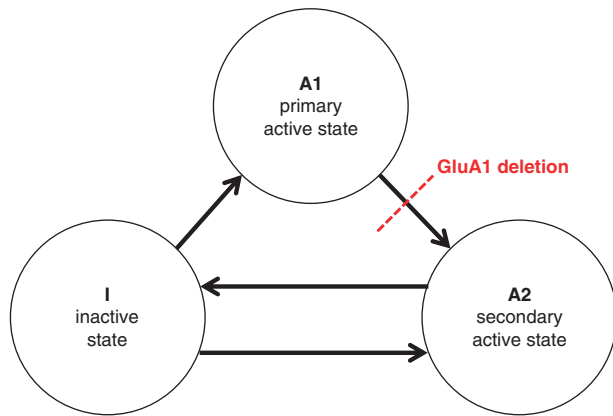 A1
primary
active state
GluA1 deletion
I
inactive
state
A2
secondary
active state